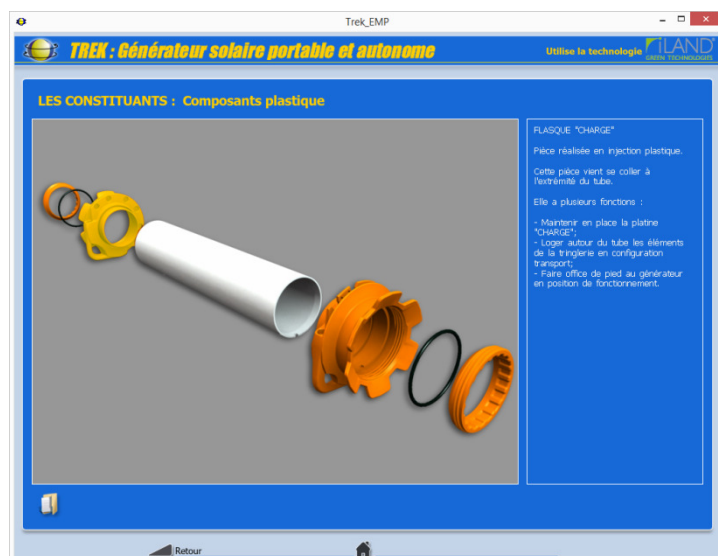 Trek_EMP
TREK : Générateur solaire portable et autonome
Utilise la technologie
iLAND
GREEN TECHNOLOGIES
LES CONSTITUANTS : Composants plastique
FLASQUE "CHARGE"
Pièce réalisée en injection plastique.
Cette pièce vient se coller à
l'extrémité du tube.
Elle a plusieurs fonctions :
- Maintenir en place la platine
"CHARGE";
- Loger autour du tube les éléments
de la tringlerie en configuration
transport;
- Faire office de pied au générateur
en position de fonctionnement.
Retour